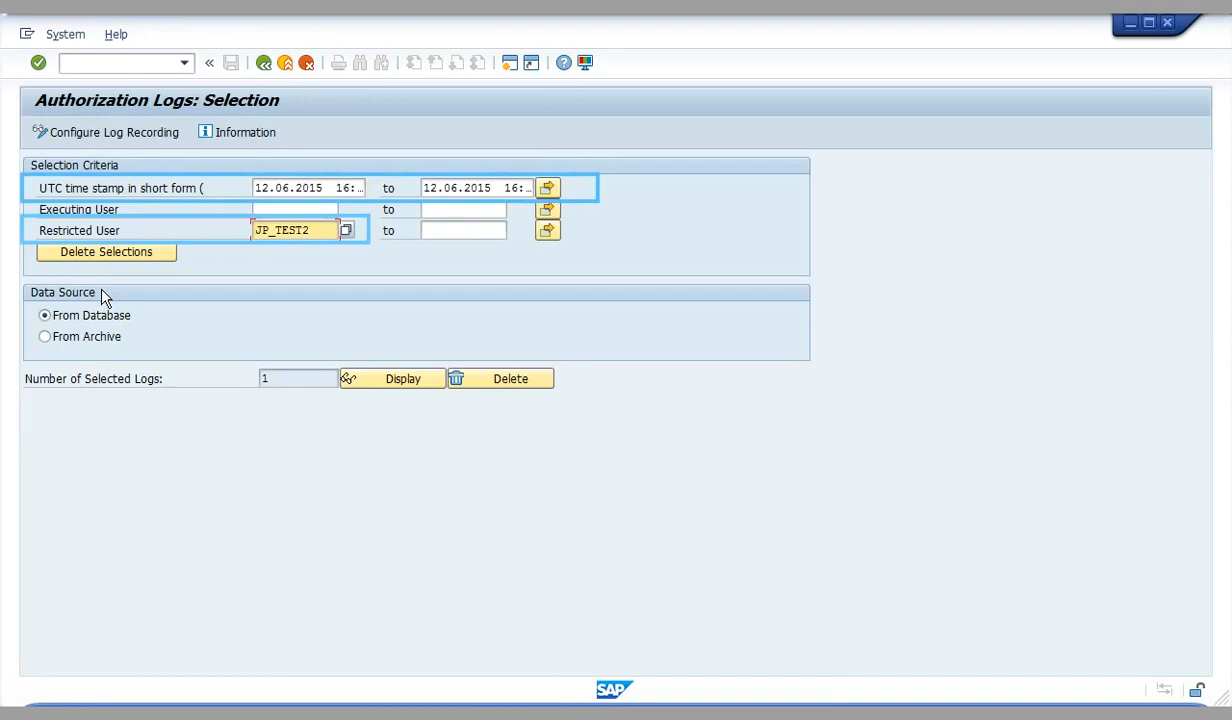 System Help
«
Authorization Logs: Selection
Configure Log Recording Information
Selection Criteria
UTC time stamp in short form ( 12.06.2015 16:… to 12.06.2015 16:…
Executing User to
Restricted User JP_TEST2 to
Delete Selections
Data Source
From Database
From Archive
Number of Selected Logs: 1 Display Delete
SAP